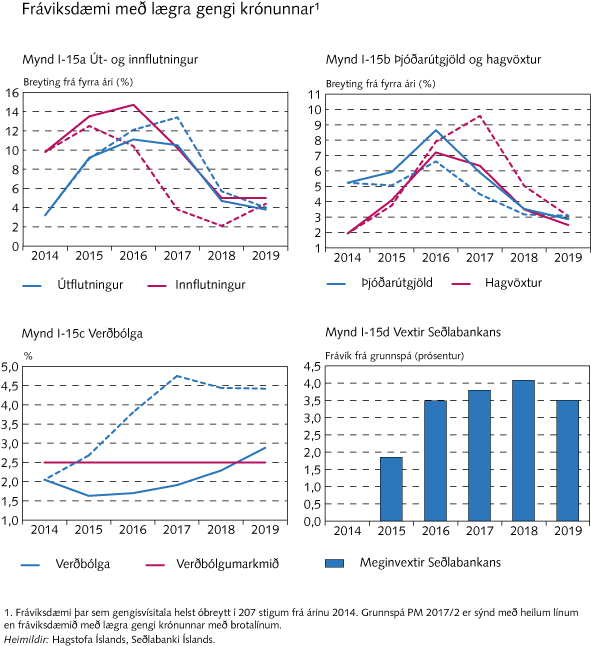 Fráviksdæmi með lægra gengi krónunnar¹
Mynd I-15a Út- og innflutningur
Breyting frá fyrra ári (%)
16
14
12
10
8
6
4
2
0
2014 2015 2016 2017 2018 2019
Útflutningur Innflutningur
Mynd I-15b Þjóðarútgjöld og hagvöxtur
Breyting frá fyrra ári (%)
11
10
9
8
7
6
5
4
3
2
1
2014 2015 2016 2017 2018 2019
Þjóðarútgjöld Hagvöxtur
Mynd I-15c Verðbólga
%
5,0
4,5
4,0
3,5
3,0
2,5
2,0
1,5
1,0
2014 2015 2016 2017 2018 2019
Verðbólga Verðbólgumarkmið
Mynd I-15d Vextir Seðlabankans
Frávik frá grunnspá (prósentur)
4,5
4,0
3,5
3,0
2,5
2,0
1,5
1,0
0,5
0,0
2014 2015 2016 2017 2018 2019
Meginvextir Seðlabankans
1. Fráviksdæmi þar sem gengisvísitala helst óbreytt í 207 stigum frá árinu 2014. Grunnspá PM 2017/2 er sýnd með heilum línum
en fráviksdæmið með lægra gengi krónunnar með brotalínum.
Heimildir: Hagstofa Íslands, Seðlabanki Íslands.